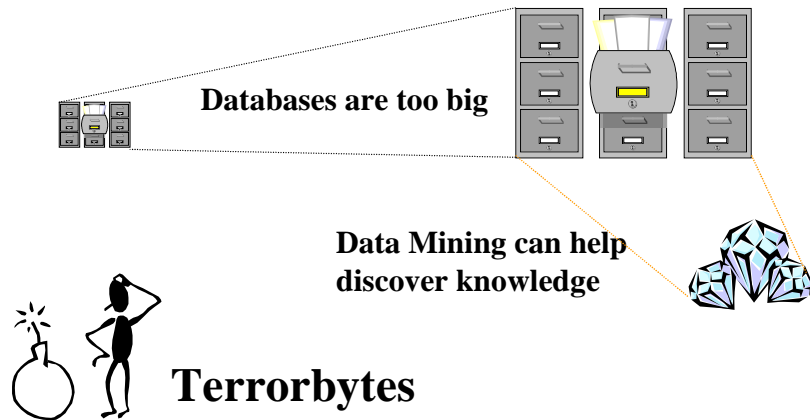 Databases are too big
Data Mining can help
discover knowledge
Terrorbytes